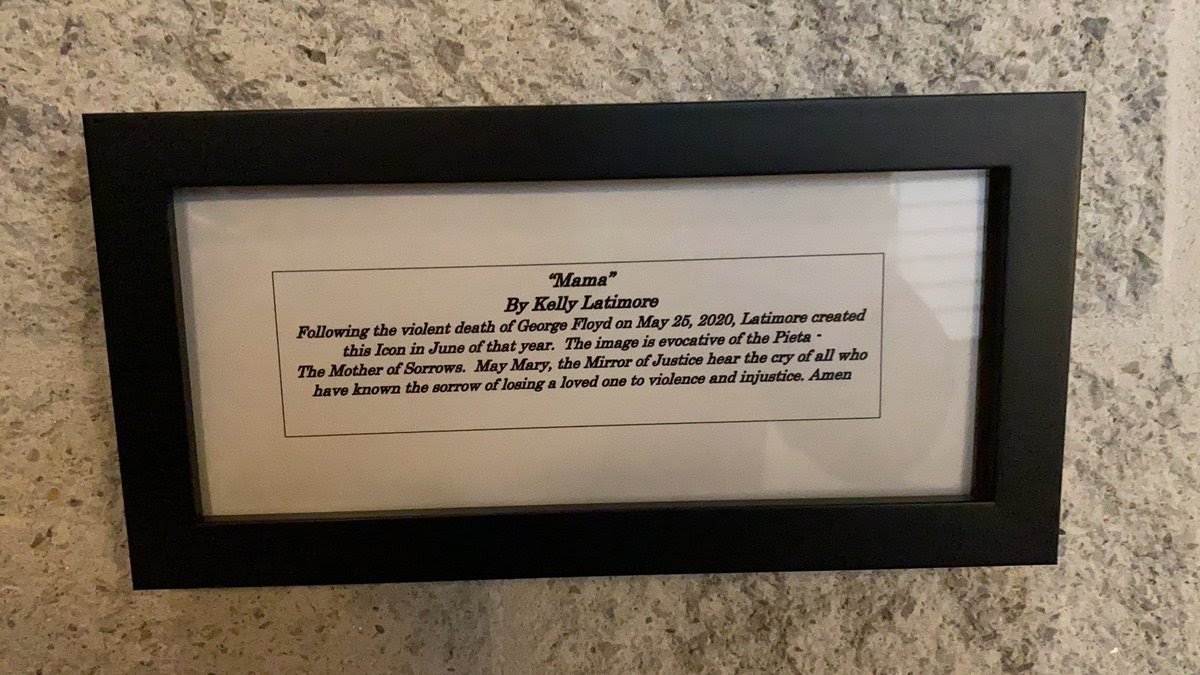 “Mama”
By Kelly Latimore
Following the violent death of George Floyd on May 25, 2020, Latimore created
this Icon in June of that year.  The image is evocative of the Pieta -
The Mother of Sorrows.  May Mary, the Mirror of Justice hear the cry of all who
have known the sorrow of losing a loved one to violence and injustice. Amen